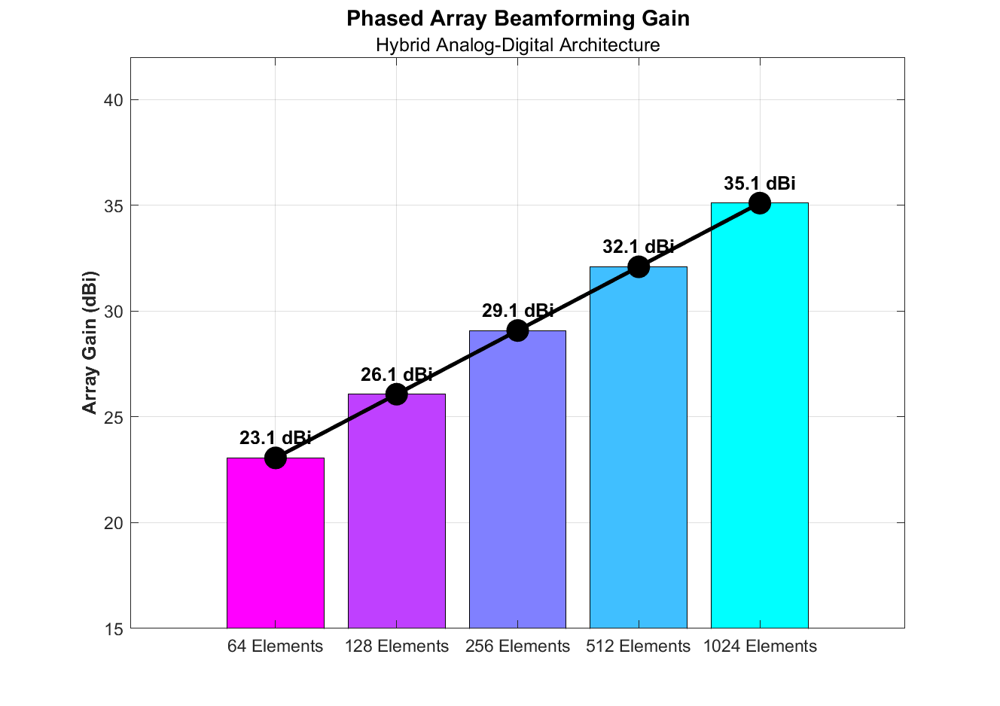 Phased Array Beamforming Gain
Hybrid Analog-Digital Architecture
Array Gain (dBi)
40
35
30
25
20
15
23.1 dBi
26.1 dBi
29.1 dBi
32.1 dBi
35.1 dBi
64 Elements
128 Elements
256 Elements
512 Elements
1024 Elements